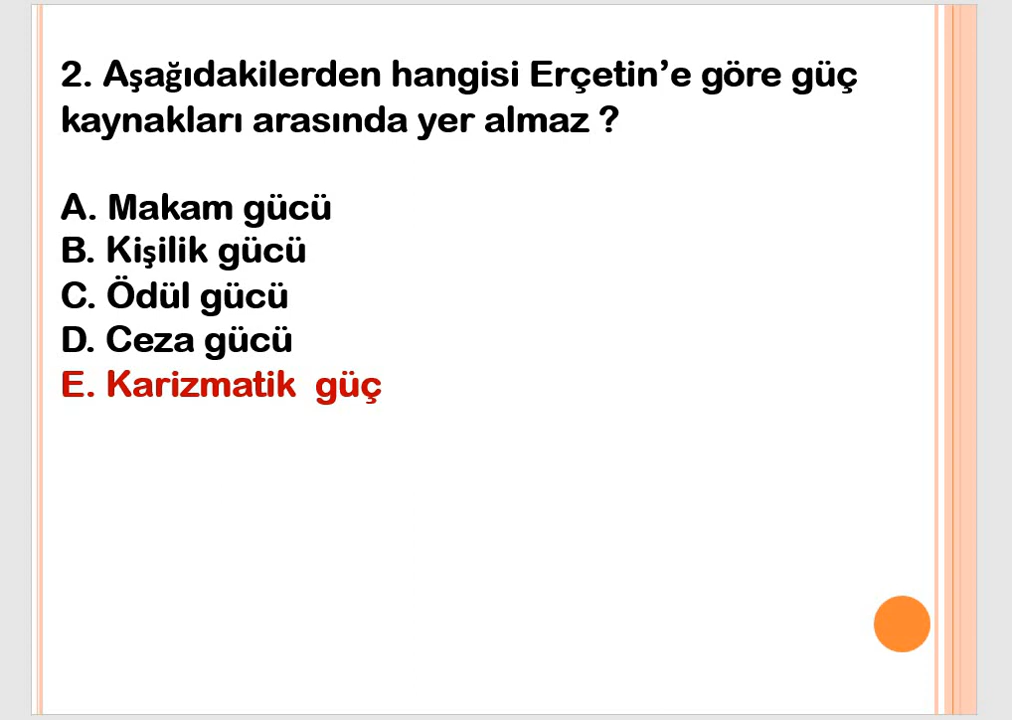 2. Aşağıdakilerden hangisi Erçetin’e göre güç
kaynakları arasında yer almaz ?
A. Makam gücü
B. Kişilik gücü
C. Ödül gücü
D. Ceza gücü
E. Karizmatik  güç